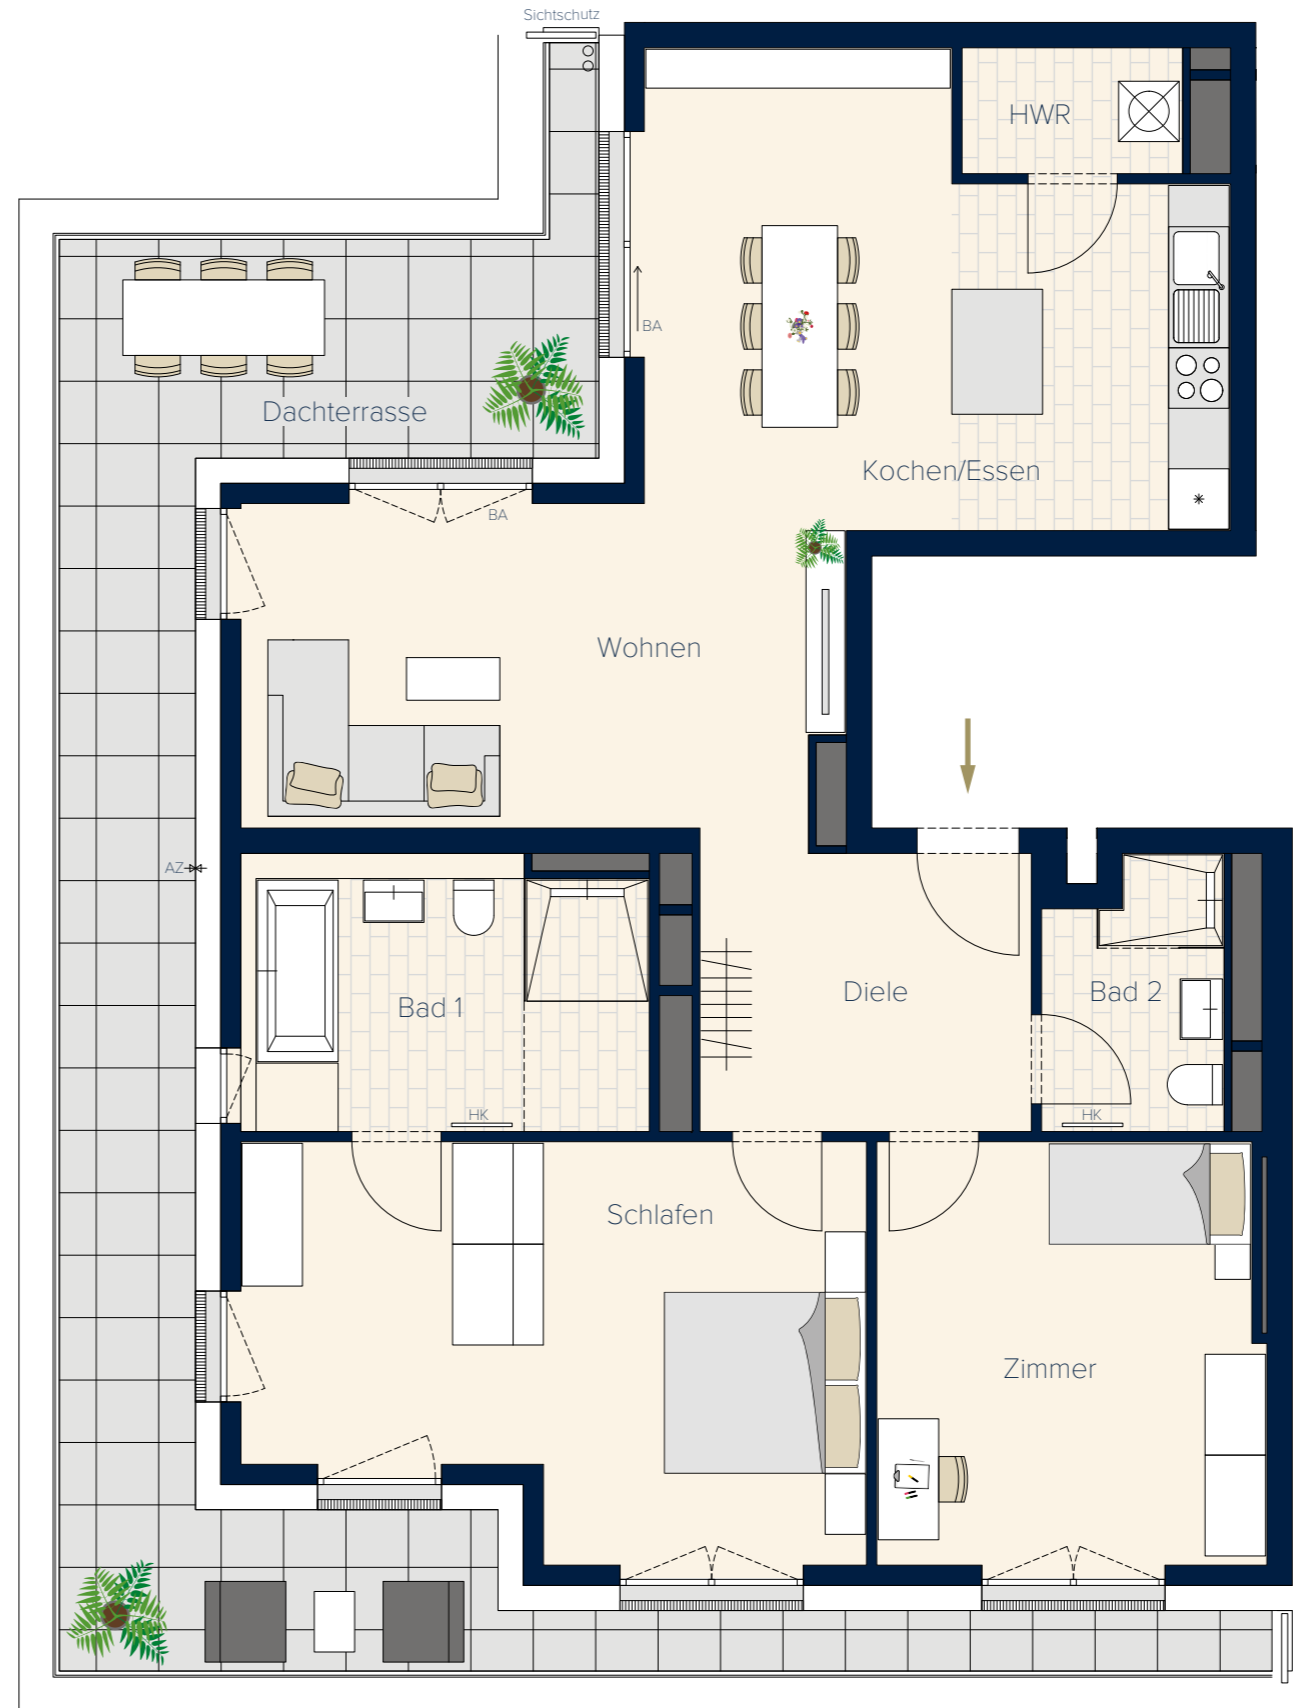 Sichtschutz
HWR
BA
Dachterrasse
Kochen/Essen
BA
Wohnen
AZ
Diele
Bad 2
Bad 1
HK
HK
Schlafen
Zimmer